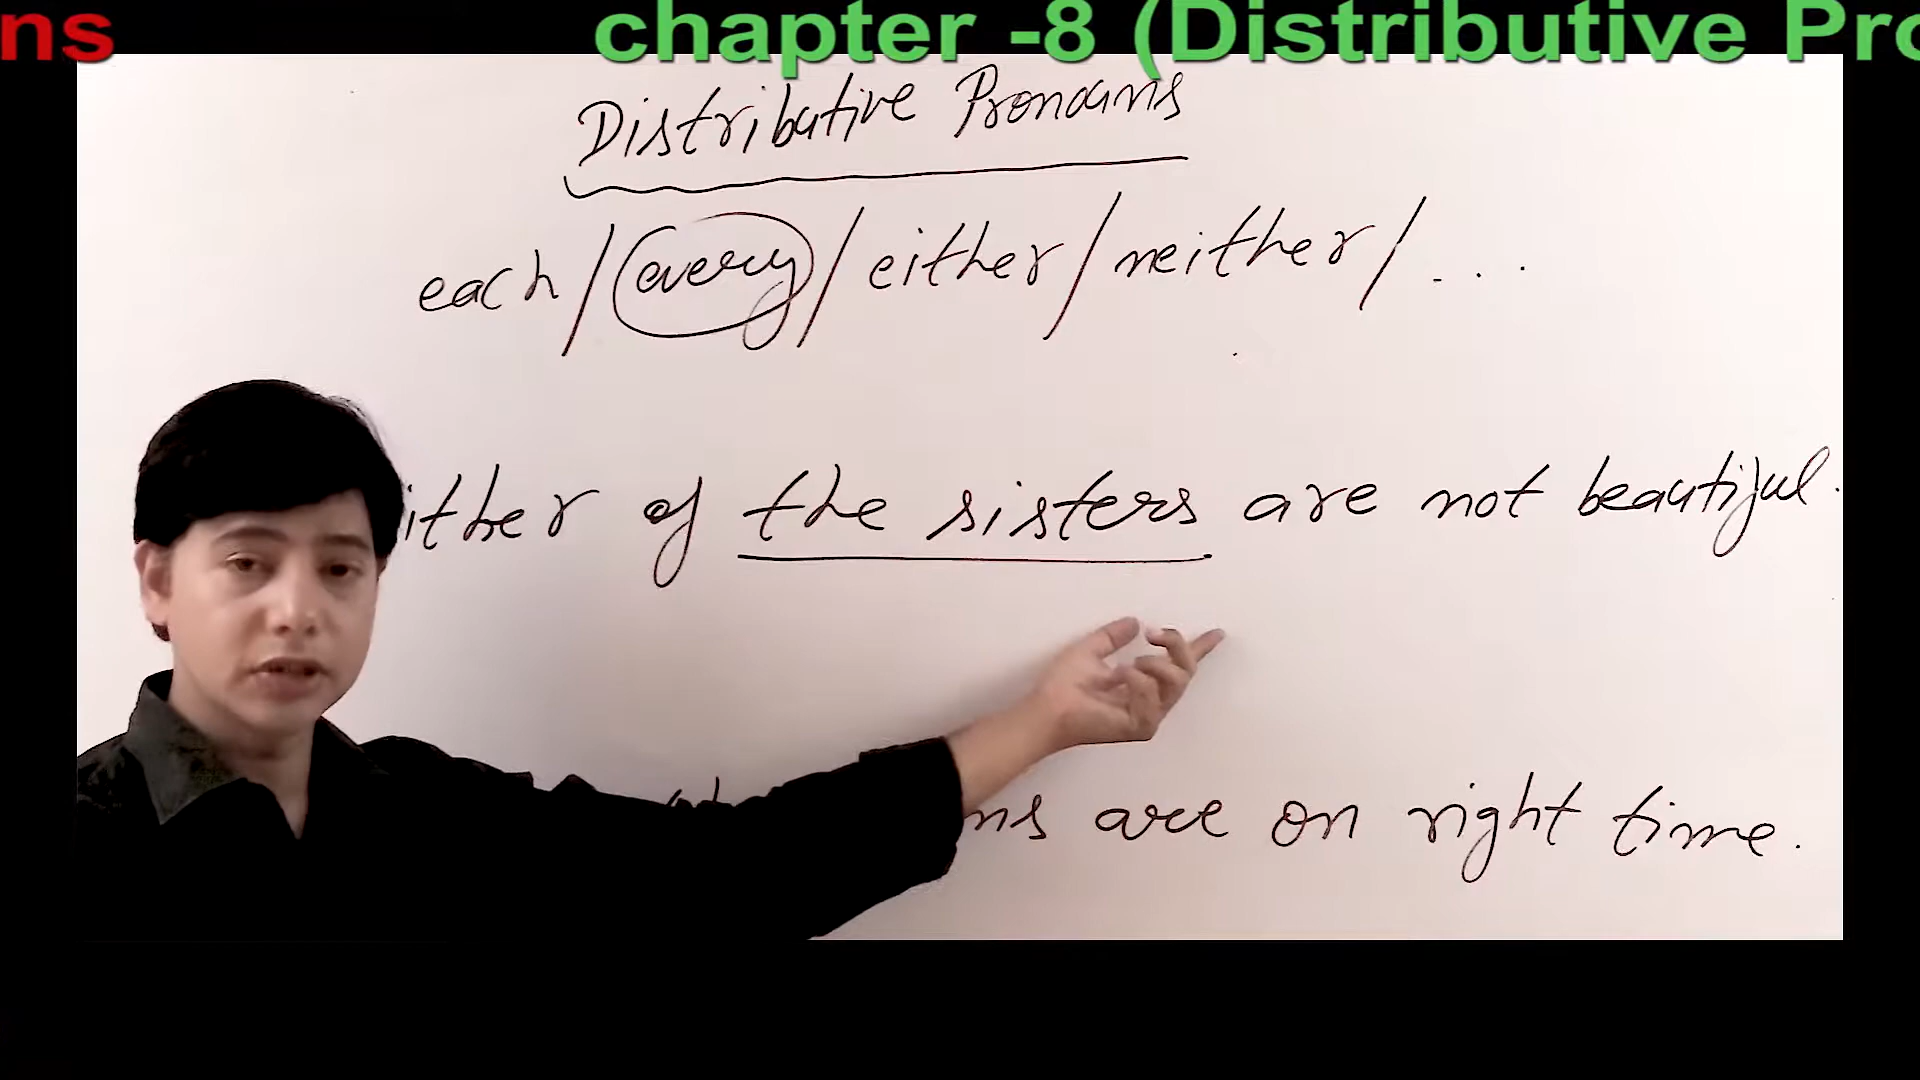 ns chapter -8 (Distributive Pro
Distributive Pronouns
each / every / either / neither / ...
ither of the sisters are not beautiful.
ns are on right time.